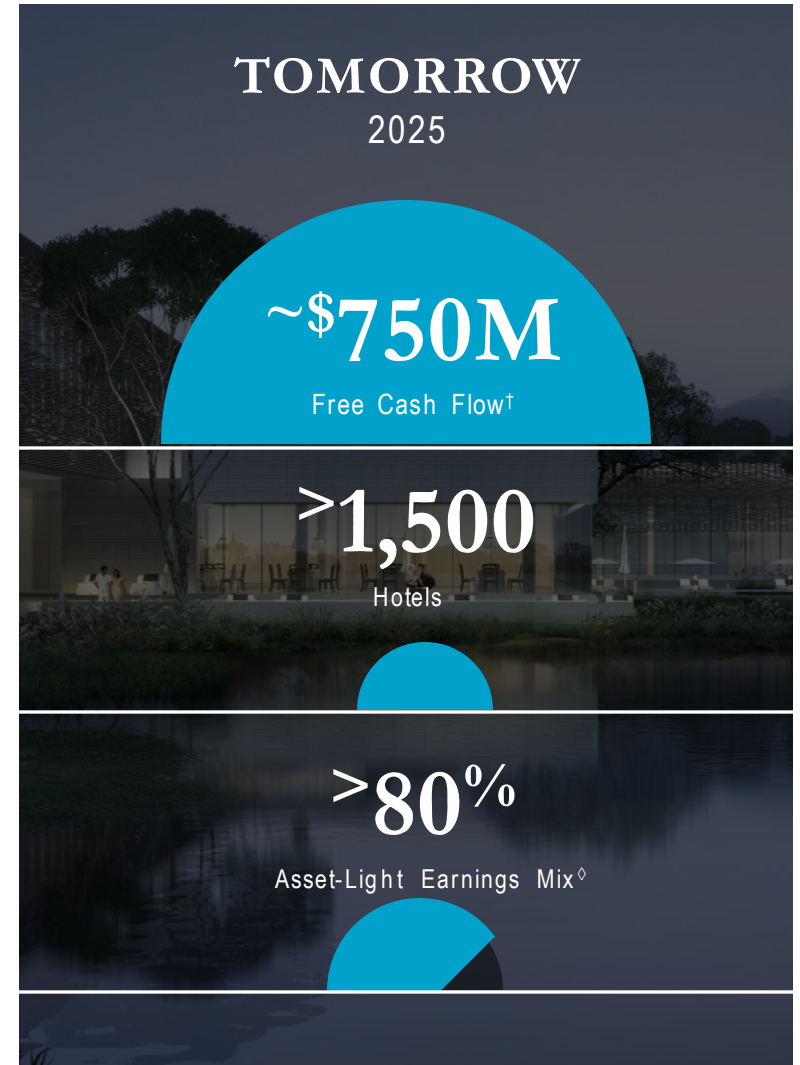 TOMORROW
2025
~$750M
Free Cash Flow†
>1,500
Hotels
>80%
Asset-Light Earnings Mix◊